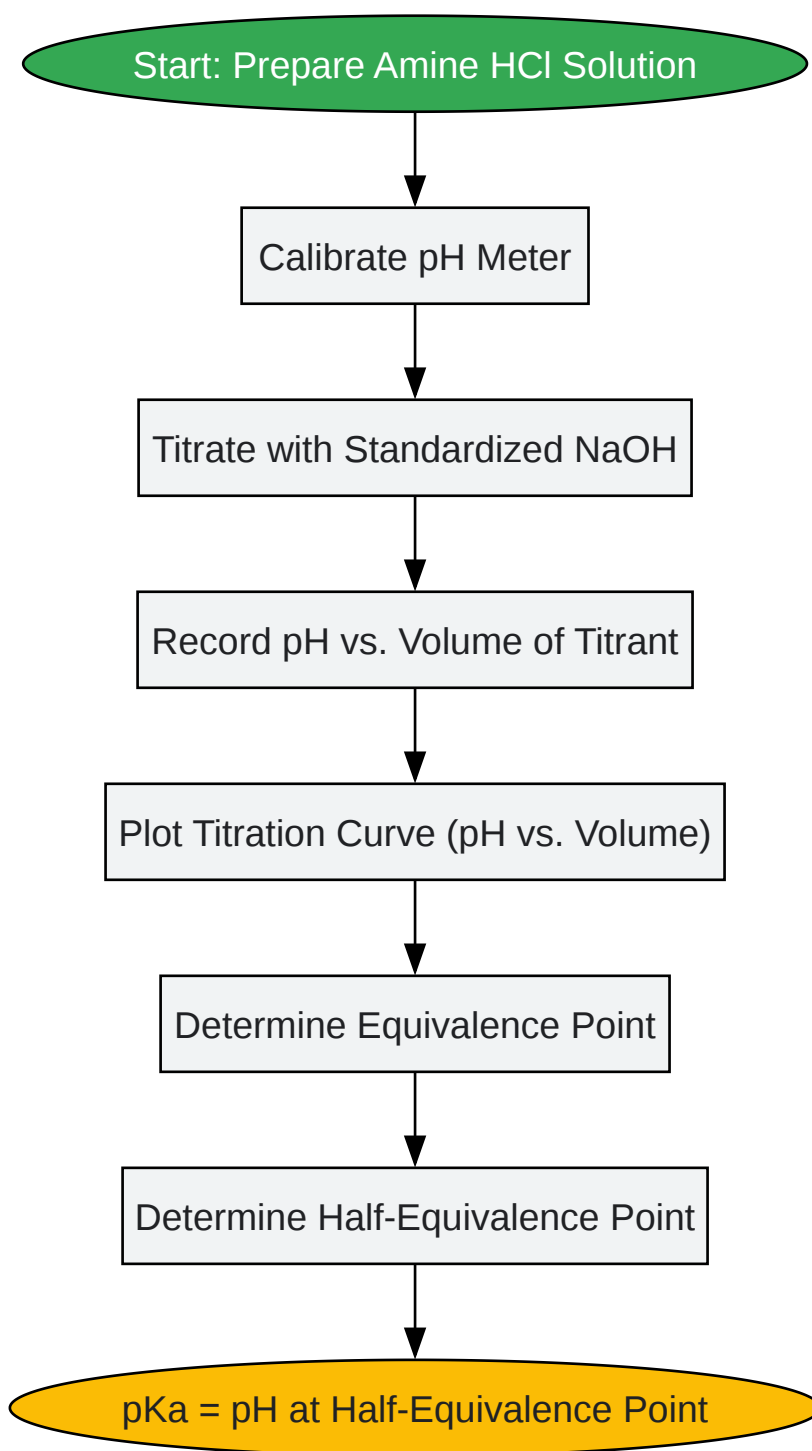 Start: Prepare Amine HCl Solution
Calibrate pH Meter
Titrate with Standardized NaOH
Record pH vs. Volume of Titrant
Plot Titration Curve (pH vs. Volume)
Determine Equivalence Point
Determine Half-Equivalence Point
pKa = pH at Half-Equivalence Point